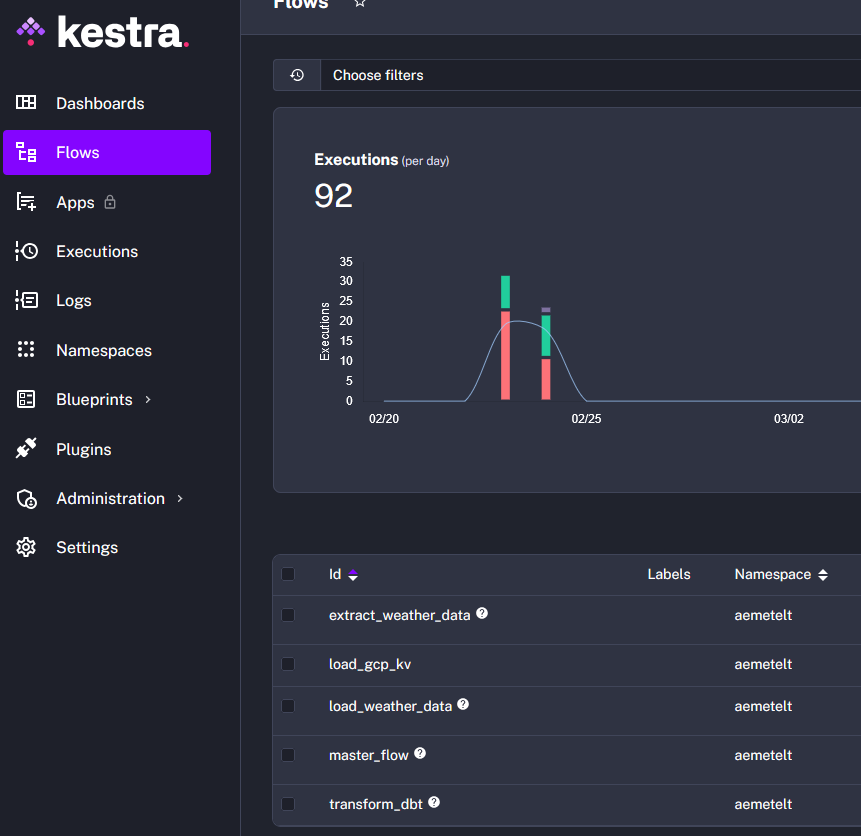 kestra.
Flows
Dashboards
Flows
Apps
Executions
Logs
Namespaces
Blueprints
Plugins
Administration
Settings
Choose filters
Executions (per day)
92
Executions
35
30
25
20
15
10
5
0
02/20 02/25 03/02
Id Labels Namespace
extract_weather_data ? aemetelt
load_gcp_kv aemetelt
load_weather_data ? aemetelt
master_flow ? aemetelt
transform_dbt ? aemetelt